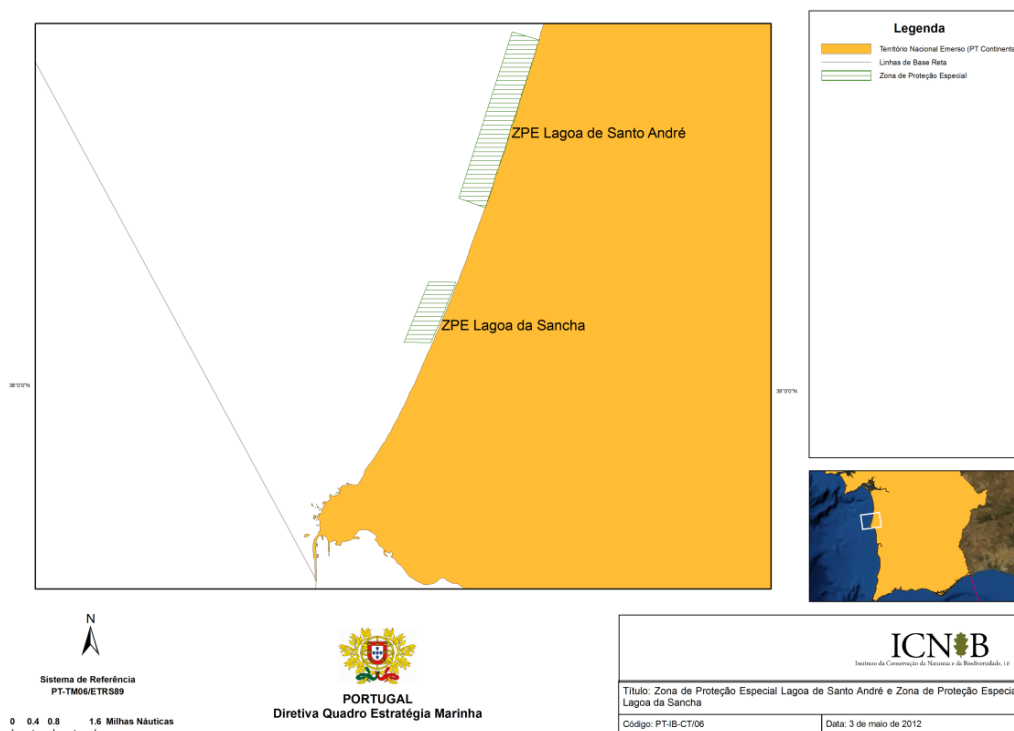 Legenda
Território Nacional Emerso (PT Continenta
Linhas de Base Reta
Zona de Proteção Especial
ZPE Lagoa de Santo André
ZPE Lagoa da Sancha
38°0'0"N
38°0'0"N
N
Sistema de Referência
PT-TM06/ETRS89
0 0.4 0.8 1.6 Milhas Náuticas
PORTUGAL
Diretiva Quadro Estratégia Marinha
ICNB
Instituto da Conservação da Natureza e da Biodiversidade, I.P.
Título: Zona de Proteção Especial Lagoa de Santo André e Zona de Proteção Especia
Lagoa da Sancha
Código: PT-IB-CT/06
Data: 3 de maio de 2012